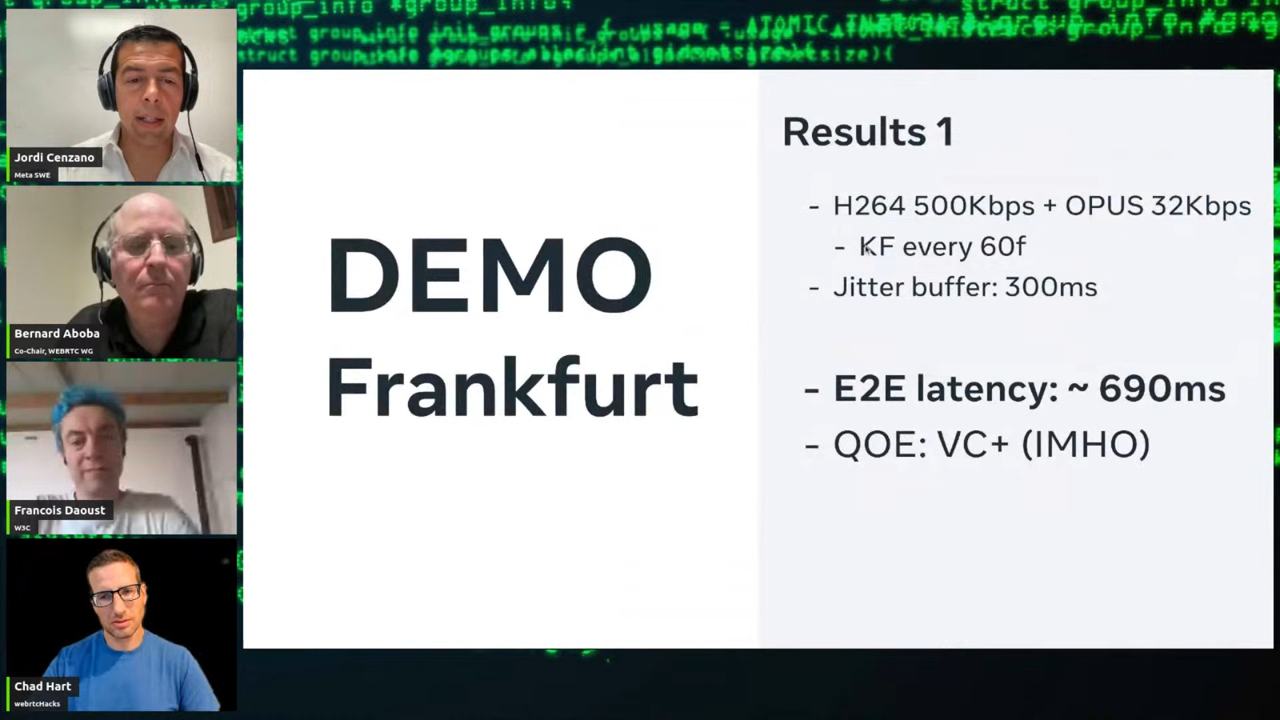 Jordi Cenzano
Meta SWE
Bernard Aboba
Co-Chair, WEBRTC WG
Francois Daoust
W3C
Chad Hart
webrtcHacks
DEMO
Frankfurt
Results 1
- H264 500Kbps + OPUS 32Kbps
- KF every 60f
- Jitter buffer: 300ms
- E2E latency: ~ 690ms
- QOE: VC+ (IMHO)